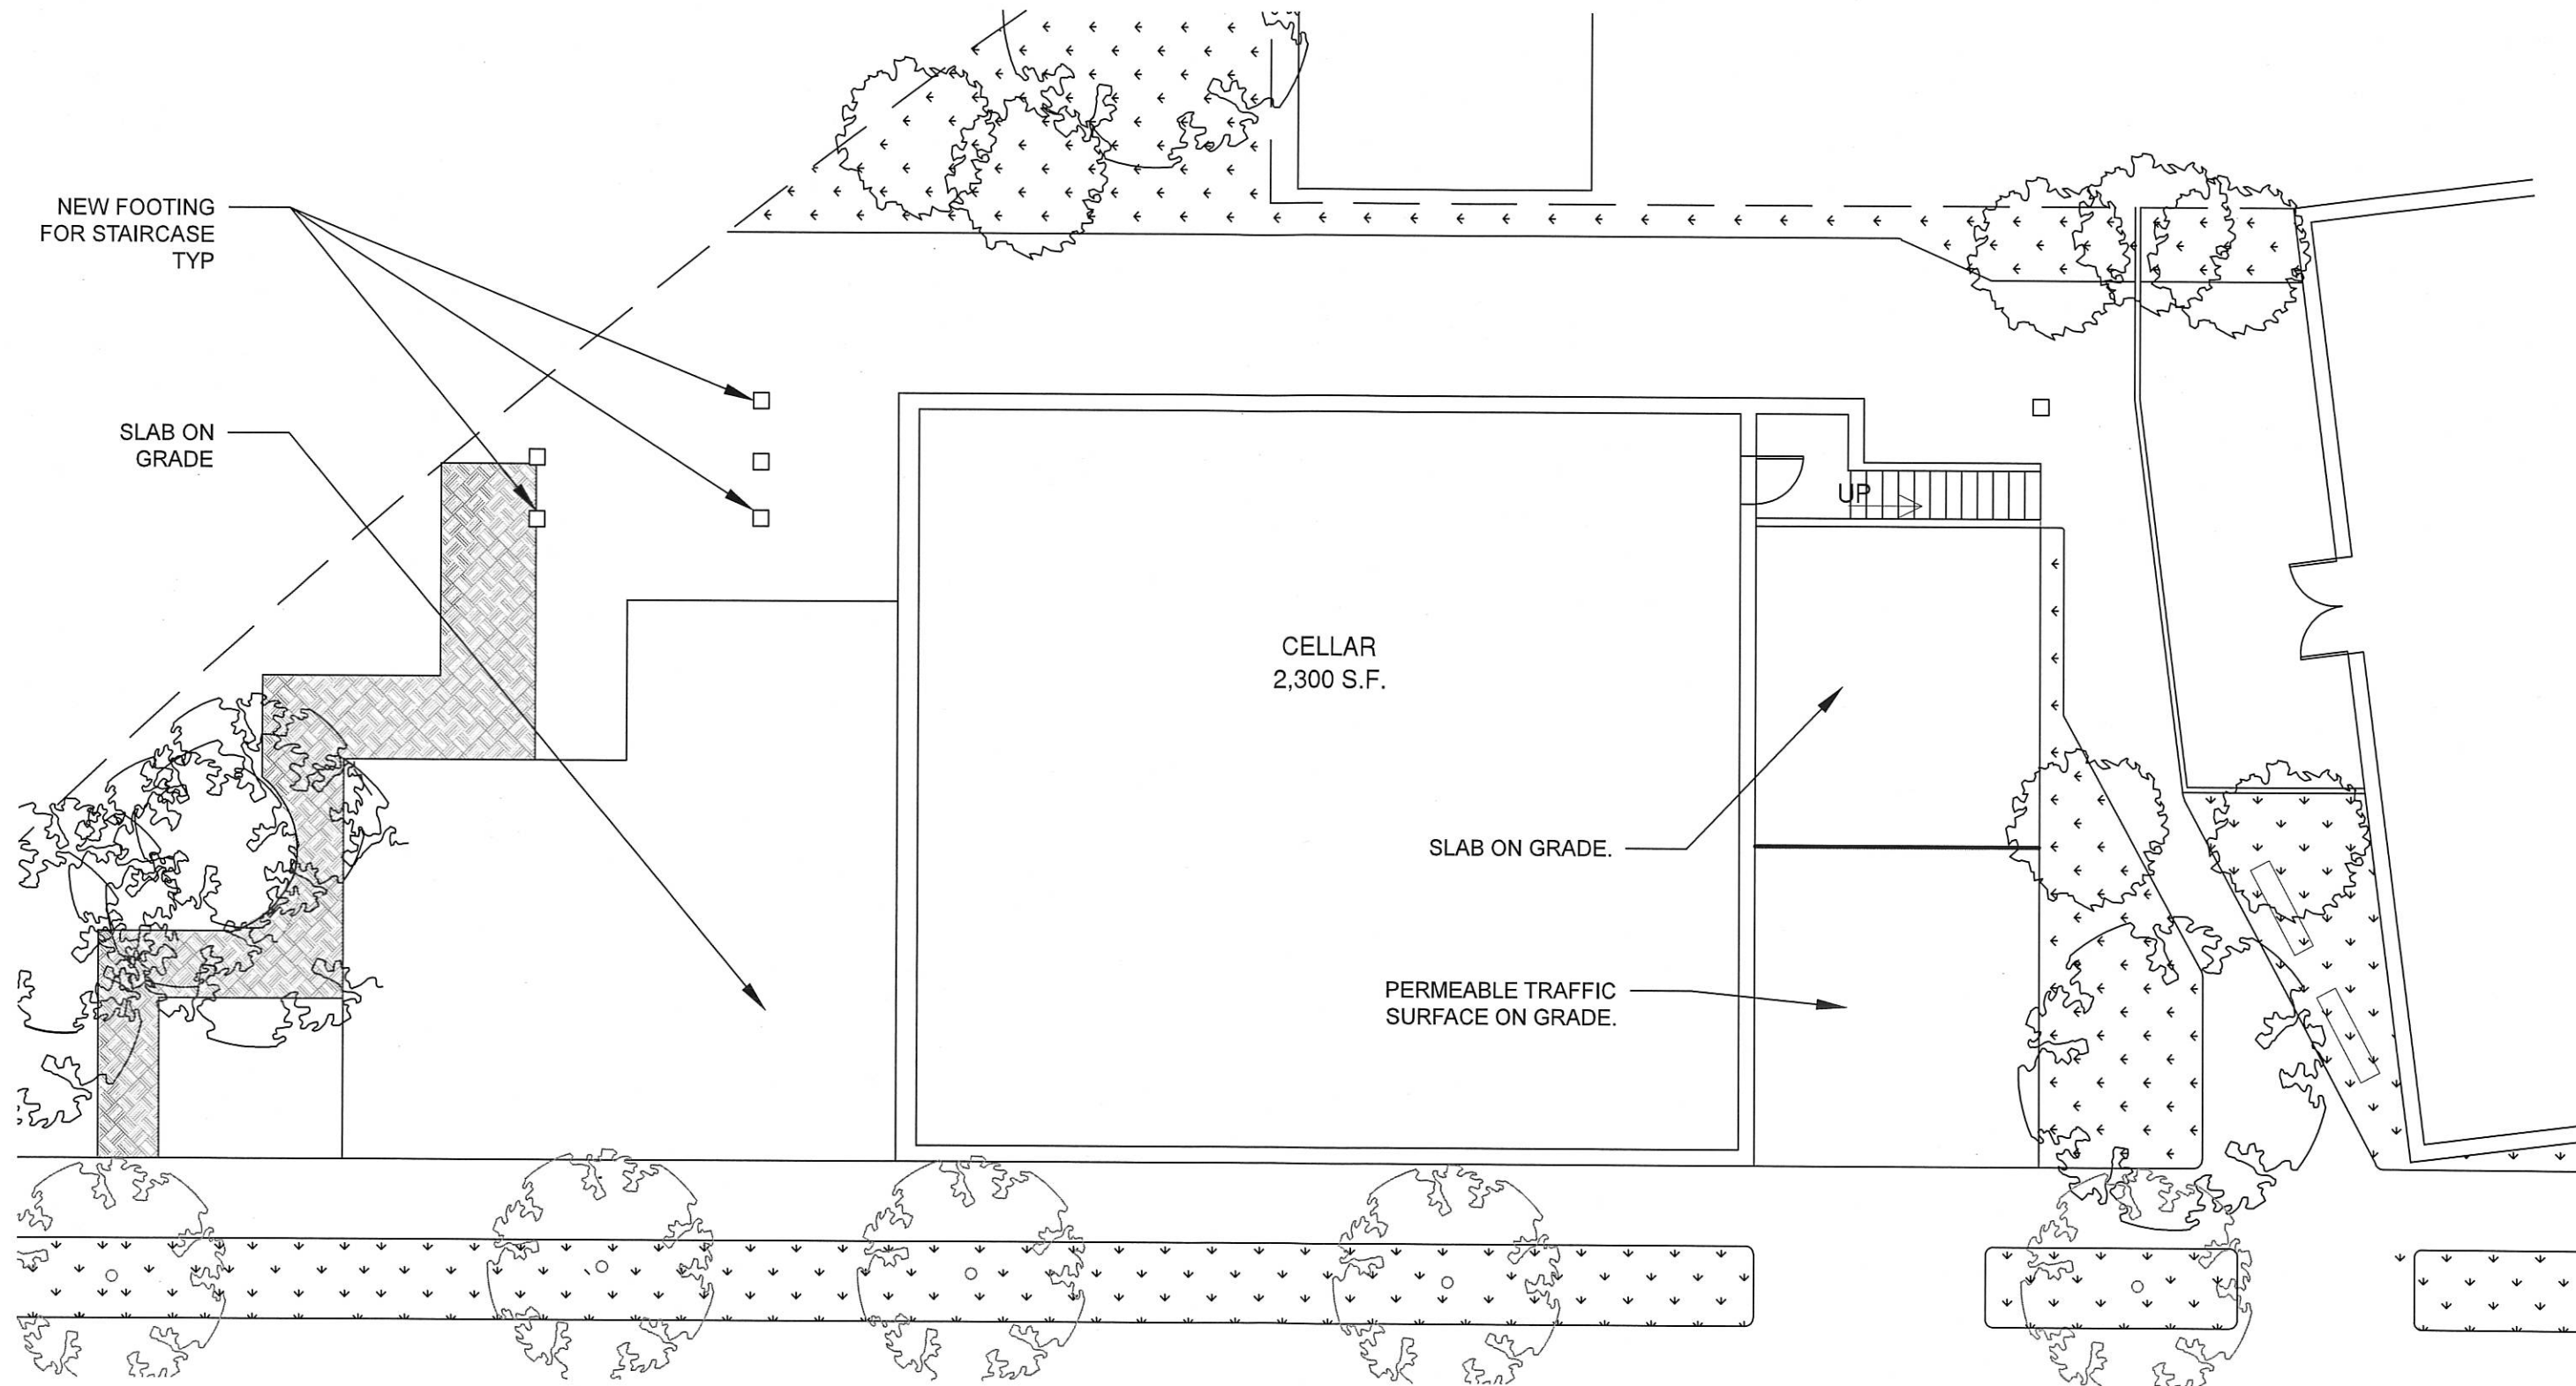 NEW FOOTING
FOR STAIRCASE
TYP
SLAB ON
GRADE
UP
CELLAR
2,300 S.F.
SLAB ON GRADE.
PERMEABLE TRAFFIC
SURFACE ON GRADE.